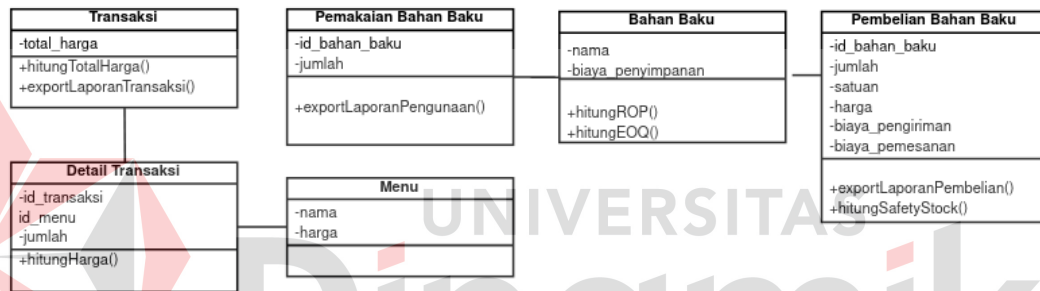 Transaksi
-total_harga
+hitungTotalHarga()
+exportLaporanTransaksi()
Pemakaian Bahan Baku
-id_bahan_baku
-jumlah
+exportLaporanPengunaan()
Bahan Baku
-nama
-biaya_penyimpanan
+hitungROP()
+hitungEOQ()
Pembelian Bahan Baku
-id_bahan_baku
-jumlah
-satuan
-harga
-biaya_pengiriman
-biaya_pemesanan
+exportLaporanPembelian()
+hitungSafetyStock()
Detail Transaksi
-id_transaksi
id_menu
-jumlah
+hitungHarga()
Menu
-nama
-harga
UNIVERSITAS